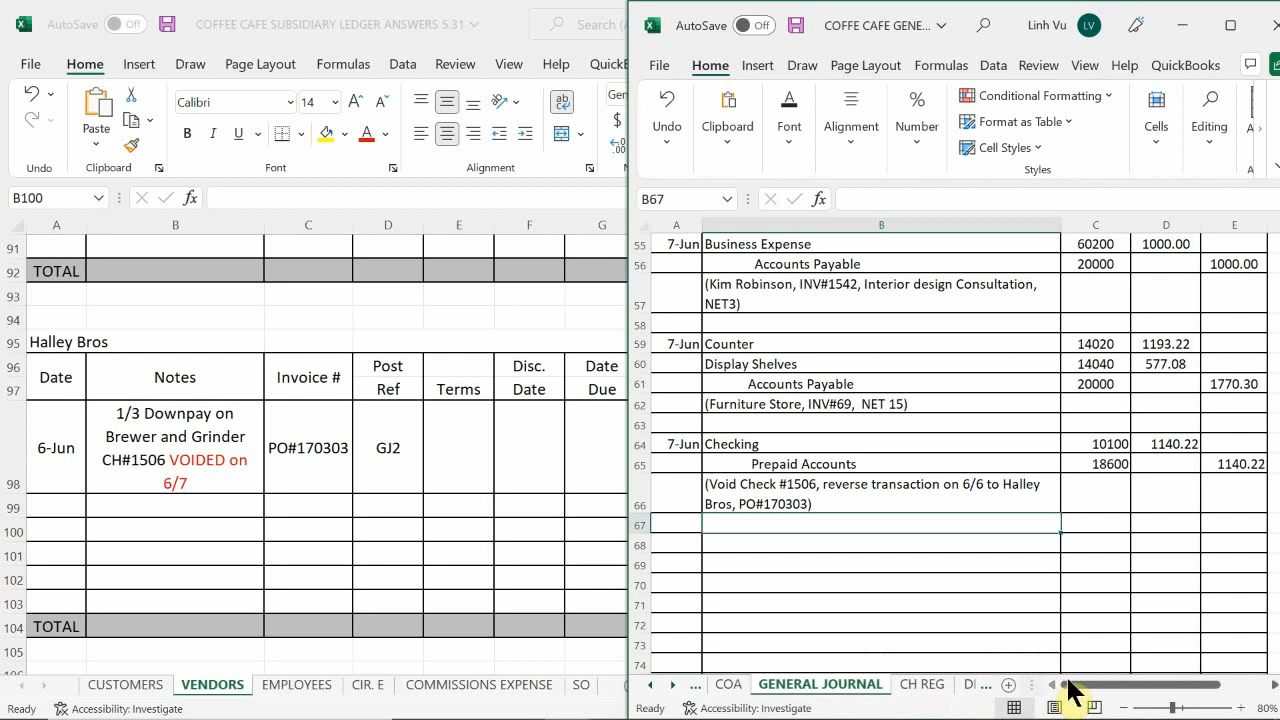 AutoSave Off COFFEE CAFE SUBSIDIARY LEDGER ANSWERS 5.31 Search (A
File Home Insert Draw Page Layout Formulas Data Review View Help QuickB
Calibri 14 Gen
Paste B I U ab $
Undo Clipboard Font Alignment
B100 fx
A B C D E F G
91
92 TOTAL
93
94
95 Halley Bros
96 Date Notes Invoice # Post Disc. Date
97 Ref Terms Date Due
1/3 Downpay on
Brewer and Grinder
6-Jun CH#1506 VOIDED on PO#170303 GJ2
98 6/7
99
100
101
102
103
104 TOTAL
105
CUSTOMERS VENDORS EMPLOYEES CIR. E COMMISSIONS EXPENSE SO
Ready Accessibility: Investigate
AutoSave Off COFFE CAFE GENE... Linh Vu LV
File Home Insert Draw Page Layout Formulas Data Review View Help QuickBooks
Undo Clipboard Font Alignment Number Conditional Formatting Format as Table Cell Styles Cells Editing
Styles
B67 fx
A B C D E
55 7-Jun Business Expense 60200 1000.00
56 Accounts Payable 20000 1000.00
(Kim Robinson, INV#1542, Interior design Consultation,
57 NET3)
58
59 7-Jun Counter 14020 1193.22
60 Display Shelves 14040 577.08
61 Accounts Payable 20000 1770.30
62 (Furniture Store, INV#69, NET 15)
63
64 7-Jun Checking 10100 1140.22
65 Prepaid Accounts 18600 1140.22
(Void Check #1506, reverse transaction on 6/6 to Halley
66 Bros, PO#170303)
67
68
69
70
71
72
73
74
... COA GENERAL JOURNAL CH REG DI ...
Ready Accessibility: Investigate 80%